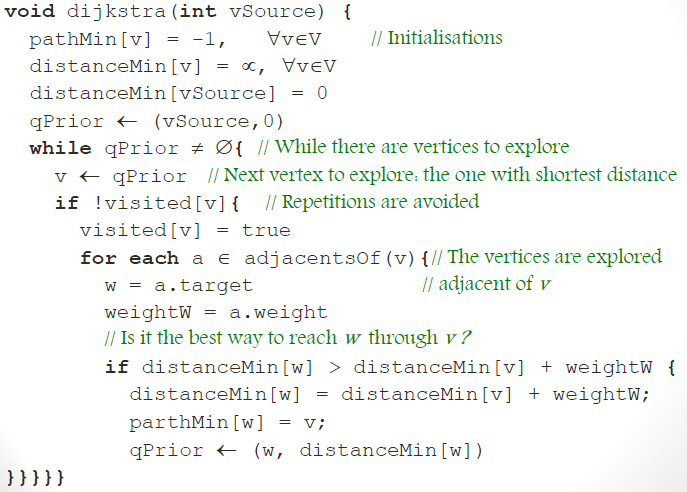 void dijkstra(int vSource) {
pathMin[v] = -1, ∀v∈V // Initialisations
distanceMin[v] = ∝, ∀v∈V
distanceMin[vSource] = 0
qPrior ← (vSource,0)
while qPrior ≠ ∅{ // While there are vertices to explore
v ← qPrior // Next vertex to explore: the one with shortest distance
if !visited[v]{ // Repetitions are avoided
visited[v] = true
for each a ∈ adjacentsOf(v){// The vertices are explored
w = a.target // adjacent of v
weightW = a.weight
// Is it the best way to reach w through v?
if distanceMin[w] > distanceMin[v] + weightW {
distanceMin[w] = distanceMin[v] + weightW;
parthMin[w] = v;
qPrior ← (w, distanceMin[w])
}}}}}